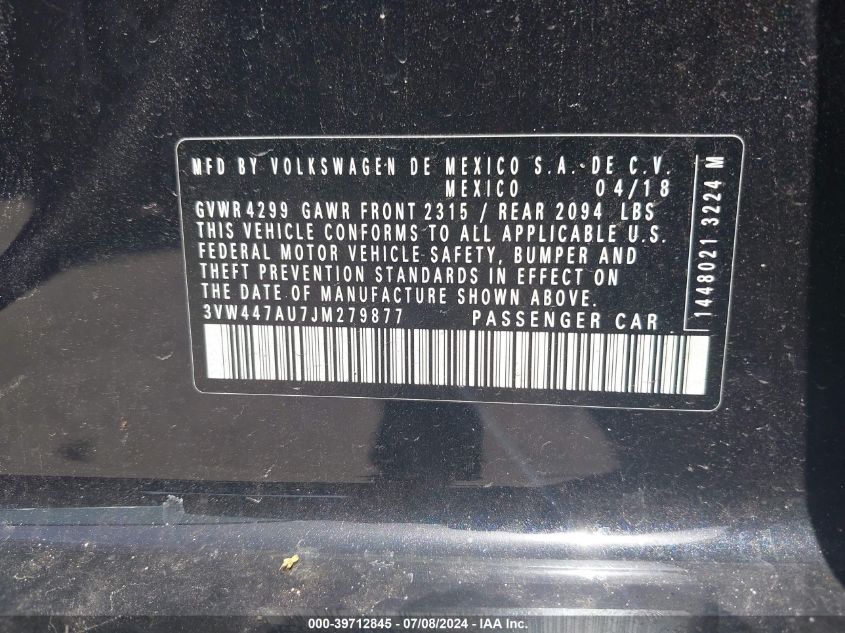 MFD BY VOLKSWAGEN DE MEXICO S.A. DE C.V.
MEXICO 04/18
GVWR 4299 GAWR FRONT 2315 / REAR 2094 LBS
THIS VEHICLE CONFORMS TO ALL APPLICABLE U.S.
FEDERAL MOTOR VEHICLE SAFETY, BUMPER AND
THEFT PREVENTION STANDARDS IN EFFECT ON
THE DATE OF MANUFACTURE SHOWN ABOVE.
3VW447AU7JM279877 PASSENGER CAR
1448021 3224 M
000-39712845 / 07/08/2024 / IAA Inc.